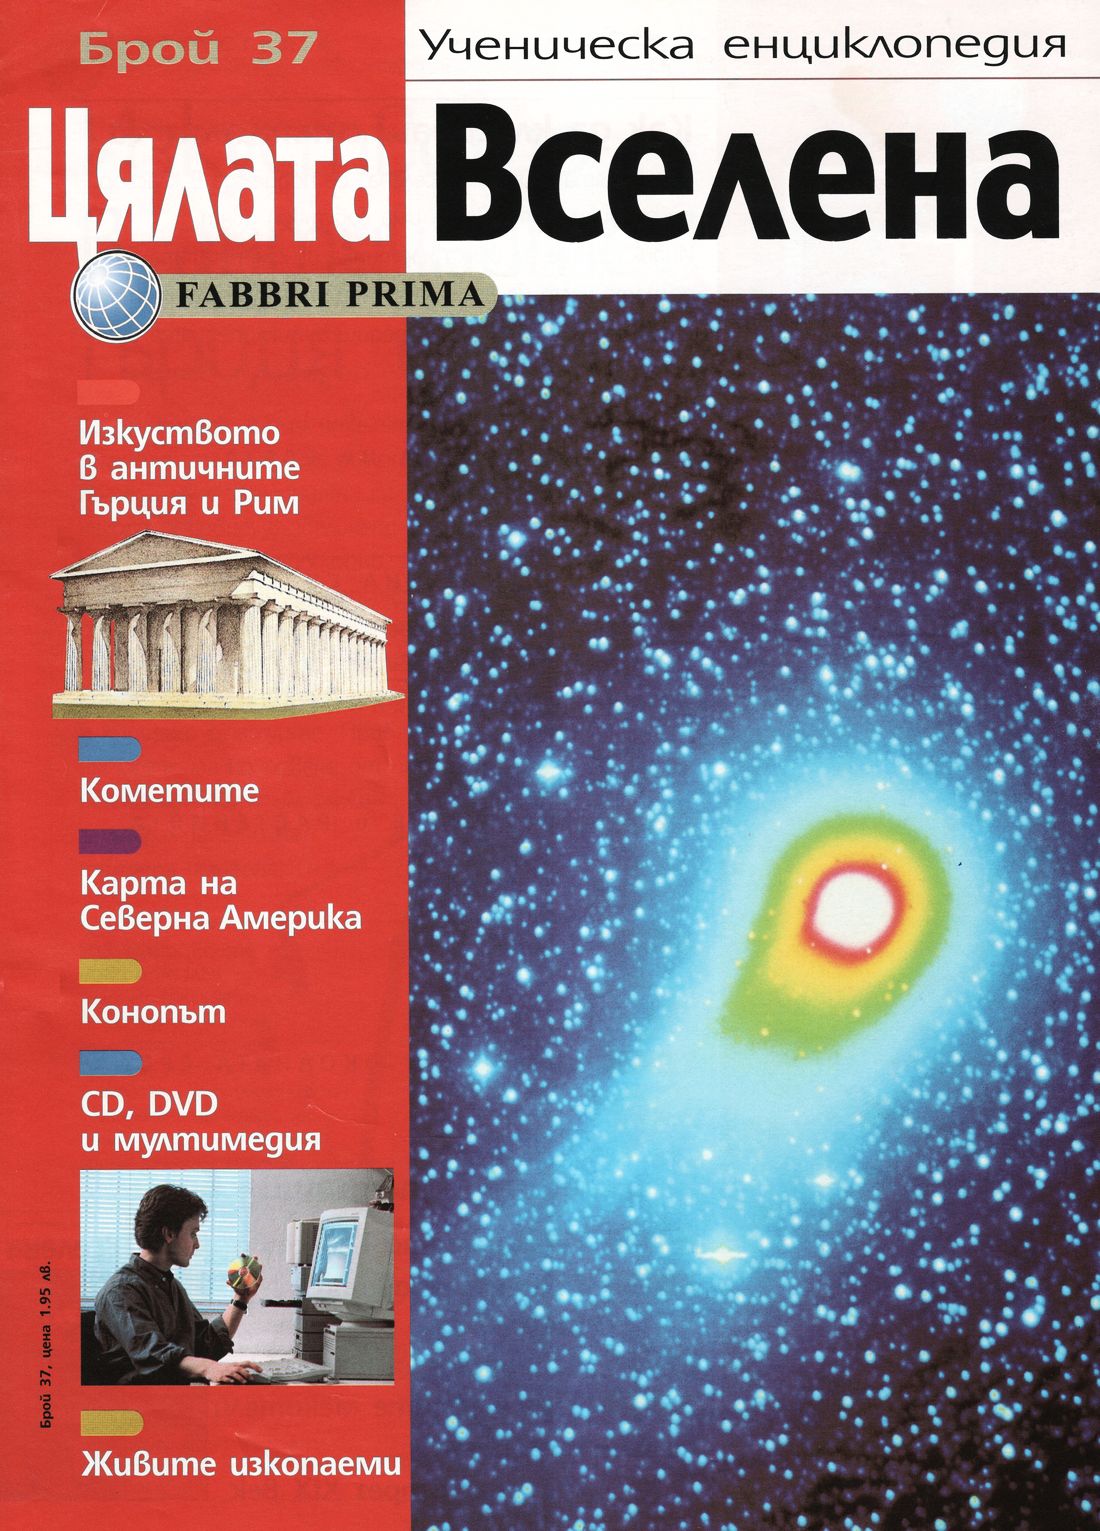 Брой 37
Ученическа енциклопедия
Цялата Вселена
FABBRI PRIMA
Изкуството
в античните
Гърция и Рим
Кометите
Карта на
Северна Америка
Конопът
CD, DVD
и мултимедия
Живите изкопаеми
Брой 37, цена 1.95 лв.